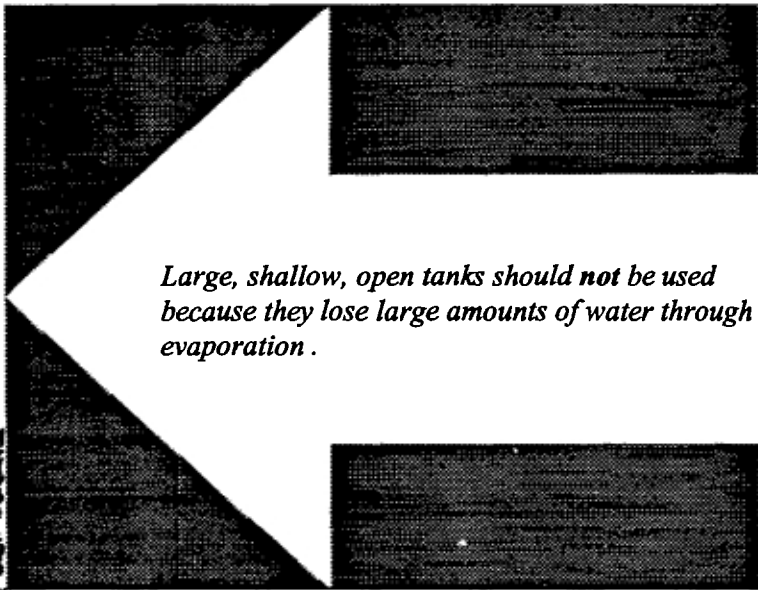 Large, shallow, open tanks should not be used
because they lose large amounts of water through
evaporation .